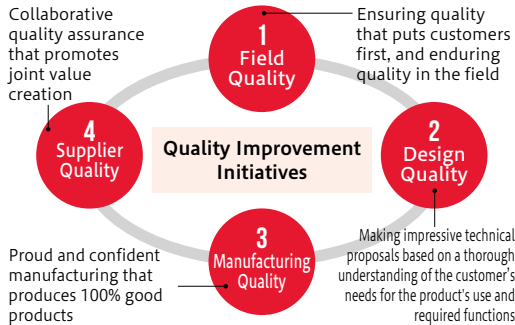 Collaborative
quality assurance
that promotes
joint value
creation
1
Field
Quality
Ensuring quality
that puts customers
first, and enduring
quality in the field
4
Supplier
Quality
Quality Improvement
Initiatives
2
Design
Quality
Proud and confident
manufacturing that
produces 100% good
products
3
Manufacturing
Quality
Making impressive technical
proposals based on a thorough
understanding of the customer's
needs for the product's use and
required functions